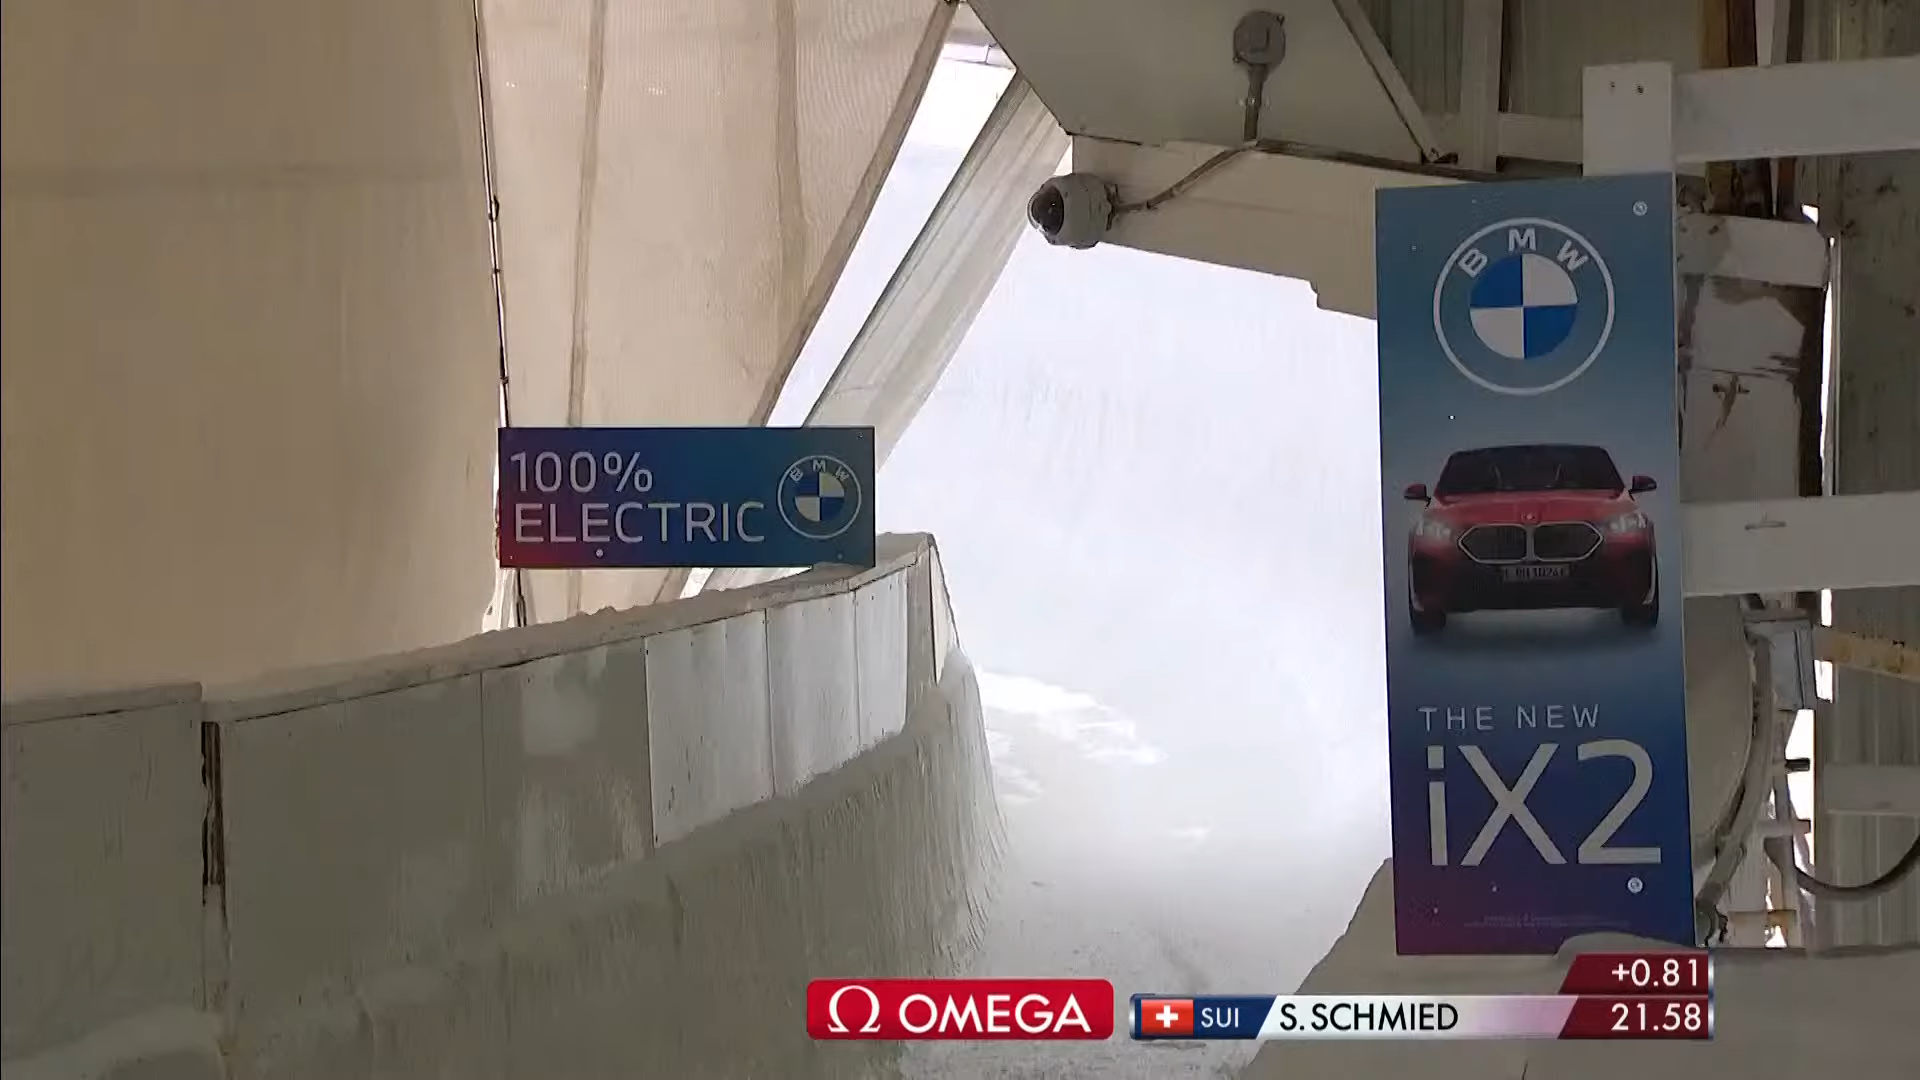 BMW
100%
ELECTRIC
BMW
THE NEW
iX2
+0.81
Ω OMEGA
SUI S. SCHMIED 21.58